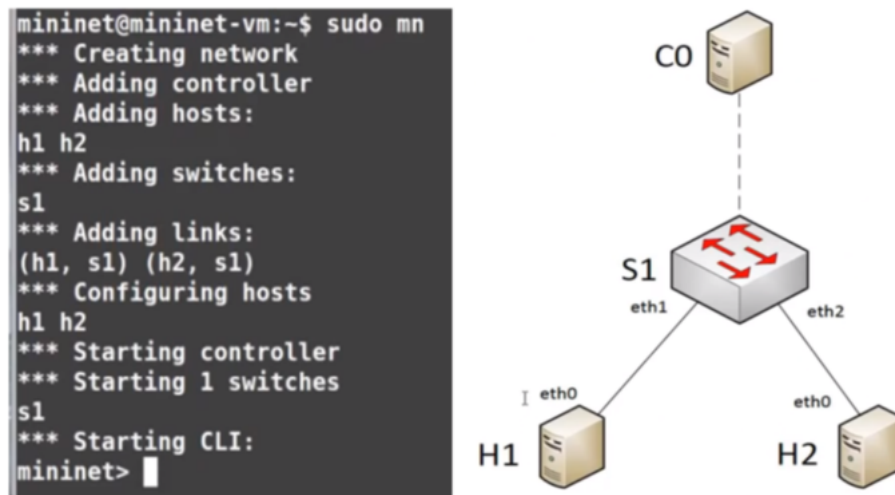 mininet@mininet-vm:~$ sudo mn
*** Creating network
*** Adding controller
*** Adding hosts:
h1 h2
*** Adding switches:
s1
*** Adding links:
(h1, s1) (h2, s1)
*** Configuring hosts
h1 h2
*** Starting controller
*** Starting 1 switches
s1
*** Starting CLI:
mininet>
C0
S1
eth1
eth2
eth0
eth0
H1
H2